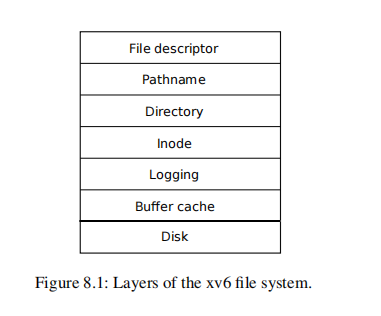 File descriptor
Pathname
Directory
Inode
Logging
Buffer cache
Disk
Figure 8.1: Layers of the xv6 file system.